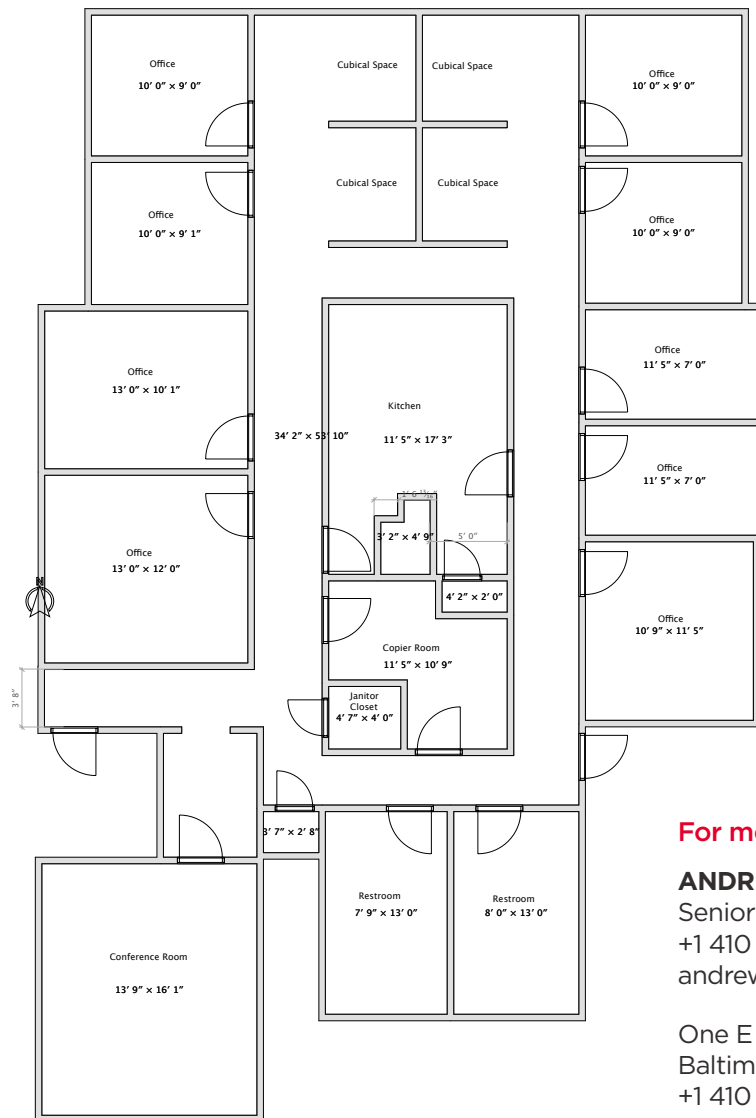 Office
10' 0" × 9' 0"
Cubical Space
Cubical Space
Office
10' 0" × 9' 0"
Cubical Space
Cubical Space
Office
10' 0" × 9' 1"
Office
10' 0" × 9' 0"
Office
13' 0" × 10' 1"
Office
11' 5" × 7' 0"
34' 2" × 53' 10"
Kitchen
11' 5" × 17' 3"
Office
11' 5" × 7' 0"
5' 0"
3' 2" × 4' 9"
Office
13' 0" × 12' 0"
N
4' 2" × 2' 0"
Office
10' 9" × 11' 5"
Copier Room
11' 5" × 10' 9"
3' 8"
Janitor
Closet
4' 7" × 4' 0"
3' 7" × 2' 8"
Restroom
7' 9" × 13' 0"
Restroom
8' 0" × 13' 0"
Conference Room
13' 9" × 16' 1"
For m
ANDR
Senior
+1 410
andrew
One E
Baltim
+1 410